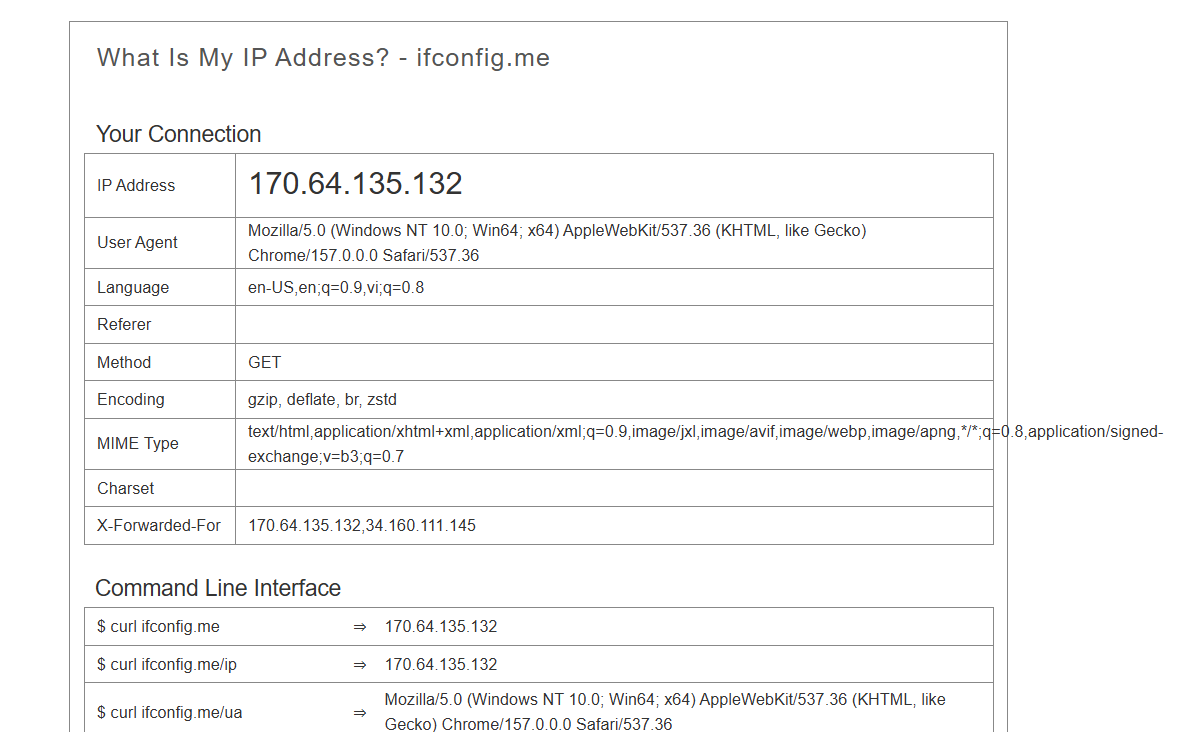 What Is My IP Address? - ifconfig.me
Your Connection
IP Address 170.64.135.132
User Agent Mozilla/5.0 (Windows NT 10.0; Win64; x64) AppleWebKit/537.36 (KHTML, like Gecko)
Chrome/157.0.0.0 Safari/537.36
Language en-US,en;q=0.9,vi;q=0.8
Referer
Method GET
Encoding gzip, deflate, br, zstd
MIME Type text/html,application/xhtml+xml,application/xml;q=0.9,image/jxl,image/avif,image/webp,image/apng,*/*;q=0.8,application/signed-
exchange;v=b3;q=0.7
Charset
X-Forwarded-For 170.64.135.132,34.160.111.145
Command Line Interface
$ curl ifconfig.me ⇒ 170.64.135.132
$ curl ifconfig.me/ip ⇒ 170.64.135.132
$ curl ifconfig.me/ua ⇒ Mozilla/5.0 (Windows NT 10.0; Win64; x64) AppleWebKit/537.36 (KHTML, like
Gecko) Chrome/157.0.0.0 Safari/537.36